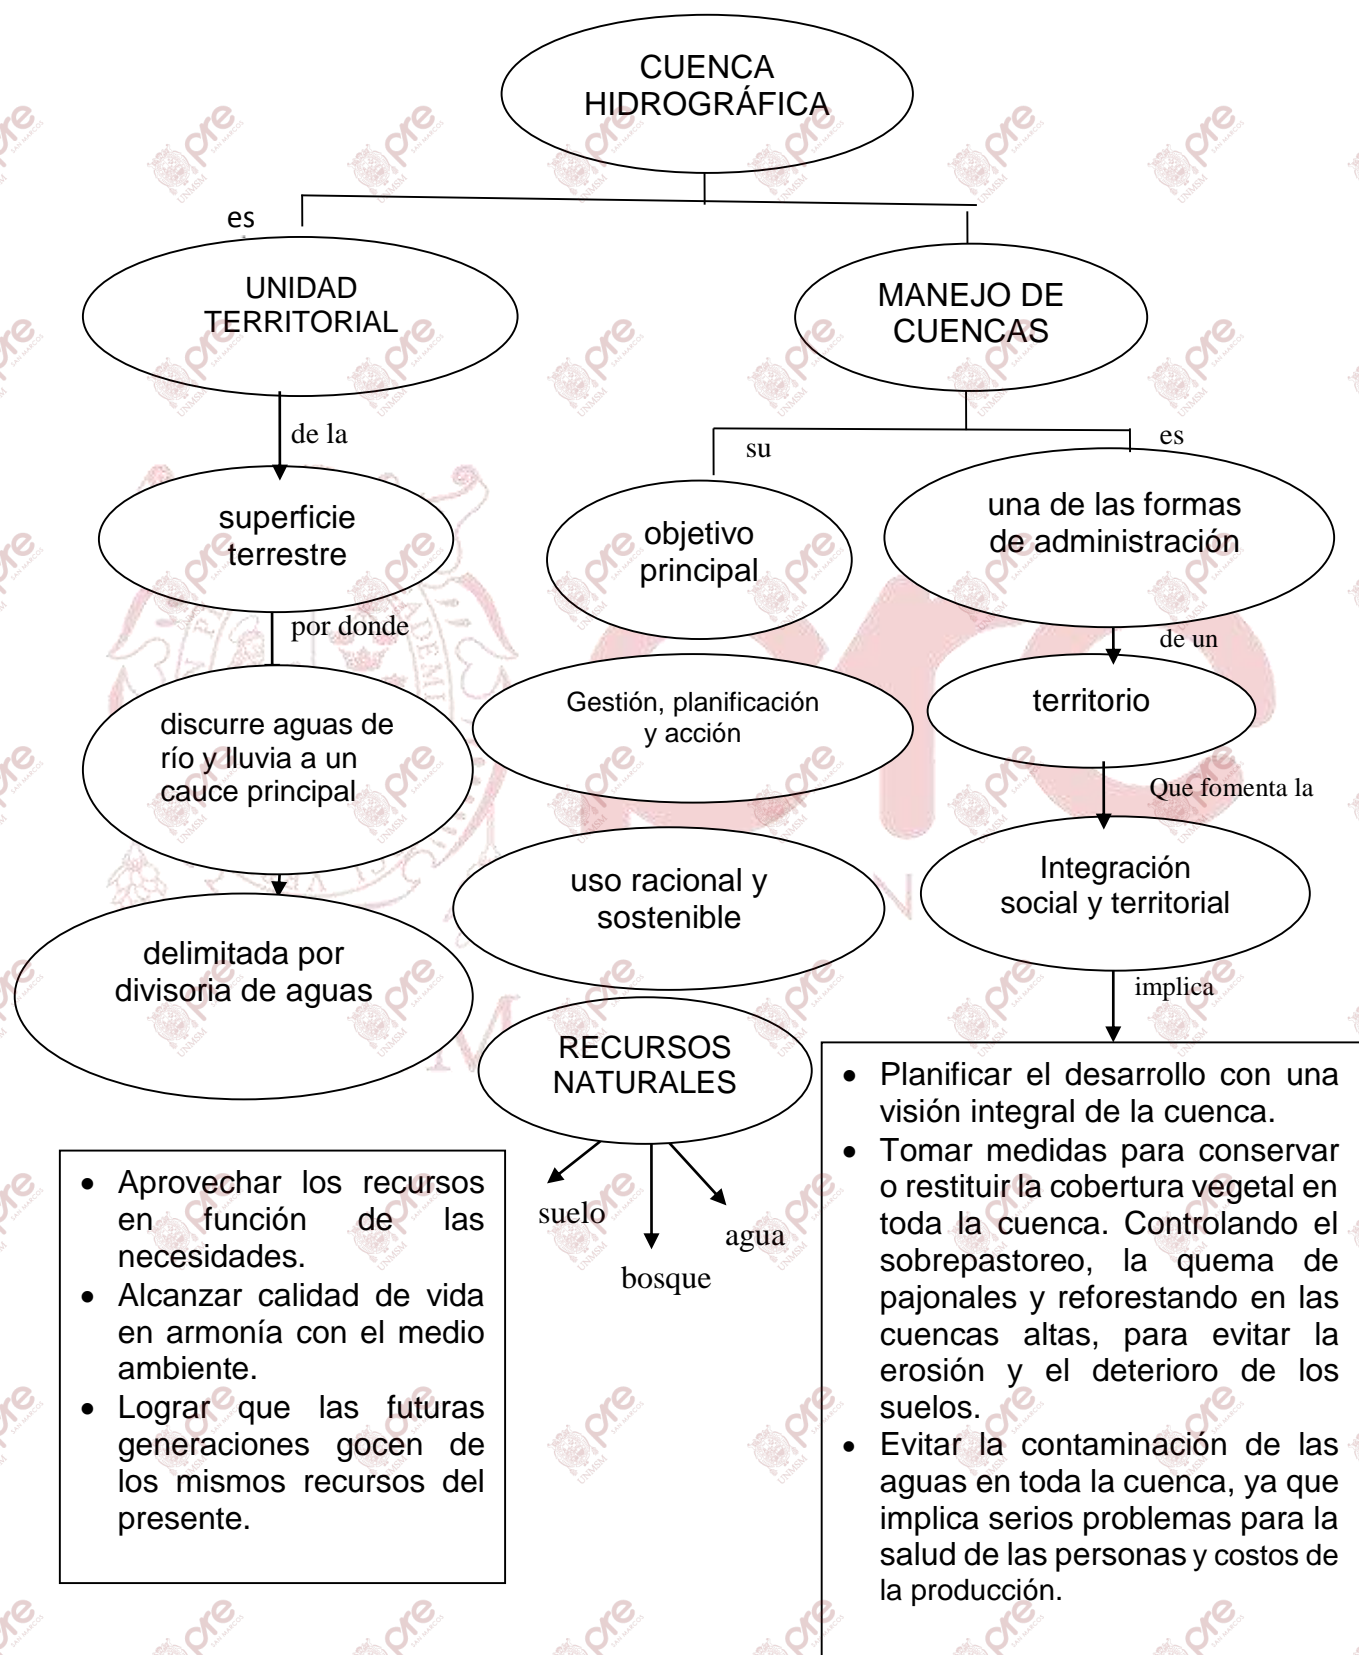 CUENCA
HIDROGRÁFICA
es
UNIDAD
TERRITORIAL
de la
superficie
terrestre
por donde
discurre aguas de
río y lluvia a un
cauce principal
delimitada por
divisoria de aguas
MANEJO DE
CUENCAS
su
objetivo
principal
Gestión, planificación
y acción
uso racional y
sostenible
RECURSOS
NATURALES
suelo
bosque
agua
es
una de las formas
de administración
de un
territorio
Que fomenta la
Integración
social y territorial
implica
• Aprovechar los recursos
en función de las
necesidades.
• Alcanzar calidad de vida
en armonía con el medio
ambiente.
• Lograr que las futuras
generaciones gocen de
los mismos recursos del
presente.
• Planificar el desarrollo con una
visión integral de la cuenca.
• Tomar medidas para conservar
o restituir la cobertura vegetal en
toda la cuenca. Controlando el
sobrepastoreo, la quema de
pajonales y reforestando en las
cuencas altas, para evitar la
erosión y el deterioro de los
suelos.
• Evitar la contaminación de las
aguas en toda la cuenca, ya que
implica serios problemas para la
salud de las personas y costos de
la producción.
pre
SAN MARCOS
UNMSM